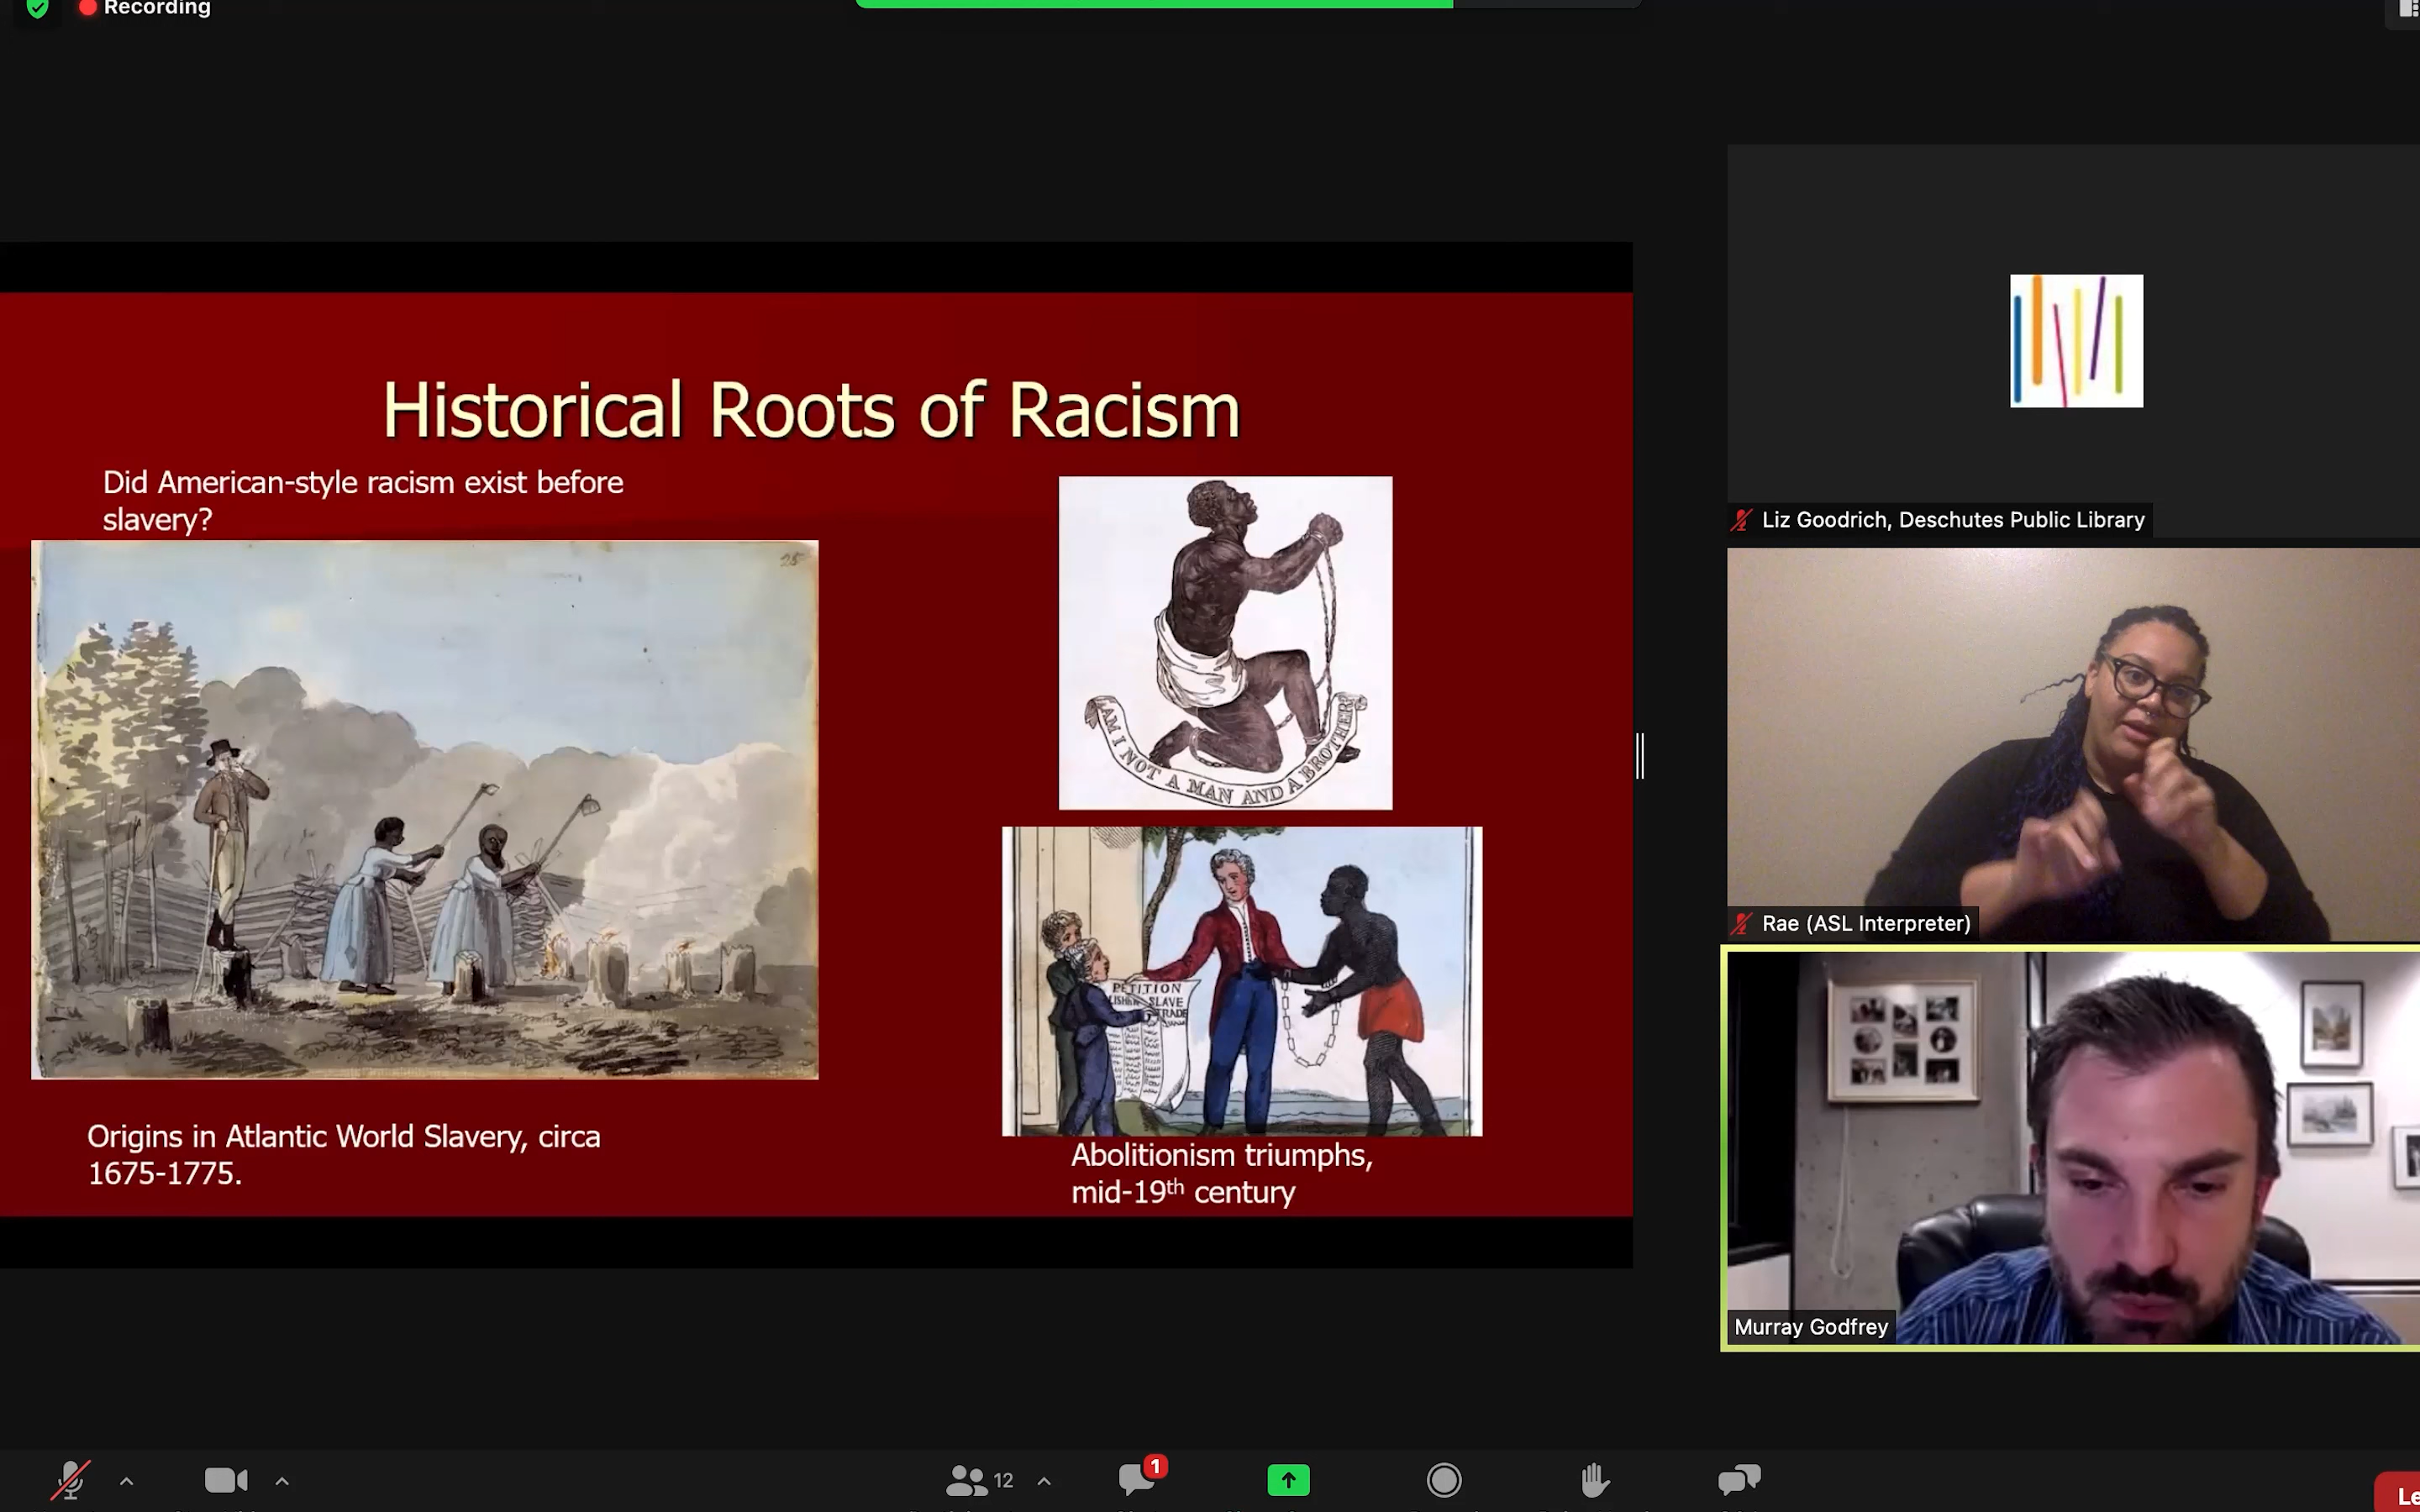 Recording
Historical Roots of Racism
Did American-style racism exist before
slavery?
25
AM I NOT A MAN AND A BROTHER?
PETITION
SLAVE
TRADE
Origins in Atlantic World Slavery, circa
1675-1775.
Abolitionism triumphs,
mid-19th century
Liz Goodrich, Deschutes Public Library
Rae (ASL Interpreter)
Murray Godfrey
12
1
Le